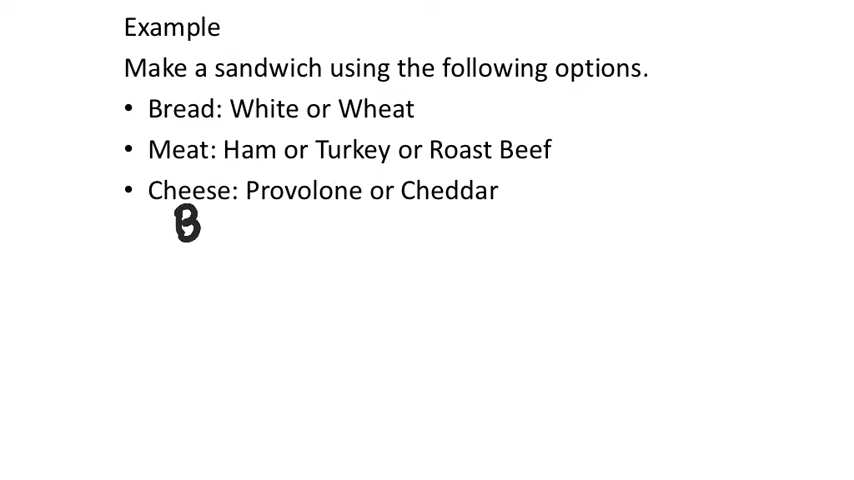 Example
Make a sandwich using the following options.
• Bread: White or Wheat
• Meat: Ham or Turkey or Roast Beef
• Cheese: Provolone or Cheddar
B